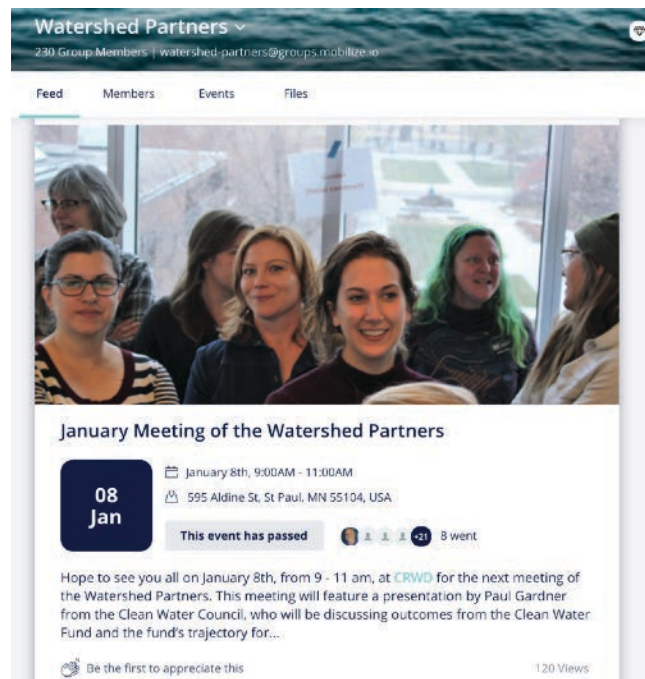 Watershed Partners
230 Group Members | watershed-partners@groups.mobilize.io
Feed Members Events Files
January Meeting of the Watershed Partners
08
Jan
January 8th, 9:00AM - 11:00AM
595 Aldine St, St Paul, MN 55104, USA
This event has passed +21 8 went
Hope to see you all on January 8th, from 9 - 11 am, at CRWD for the next meeting of
the Watershed Partners. This meeting will feature a presentation by Paul Gardner
from the Clean Water Council, who will be discussing outcomes from the Clean Water
Fund and the fund's trajectory for...
Be the first to appreciate this 120 Views